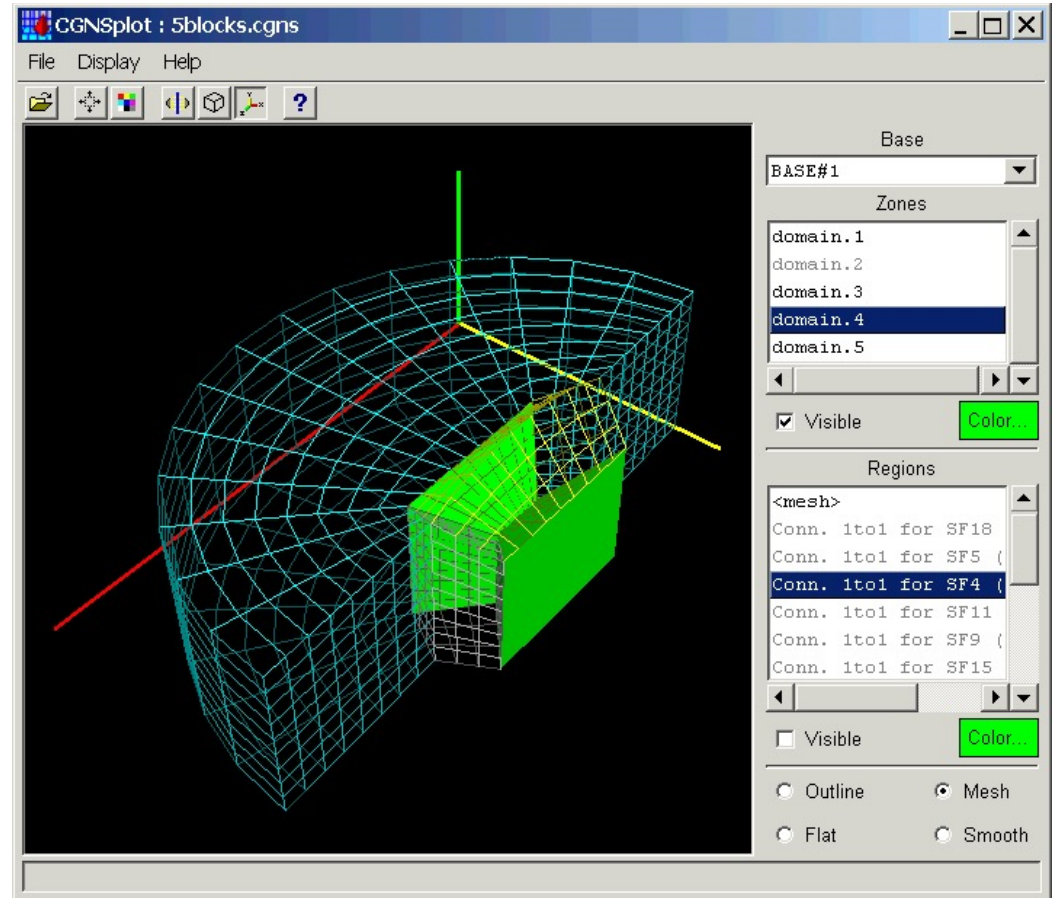 CGNSplot : 5blocks.cgns
File Display Help
?
Base
BASE#1
Zones
domain.1
domain.2
domain.3
domain.4
domain.5
Visible Color...
Regions
<mesh>
Conn. 1to1 for SF18
Conn. 1to1 for SF5 (
Conn. 1to1 for SF4 (
Conn. 1to1 for SF11
Conn. 1to1 for SF9 (
Conn. 1to1 for SF15
Visible Color...
Outline Mesh
Flat Smooth